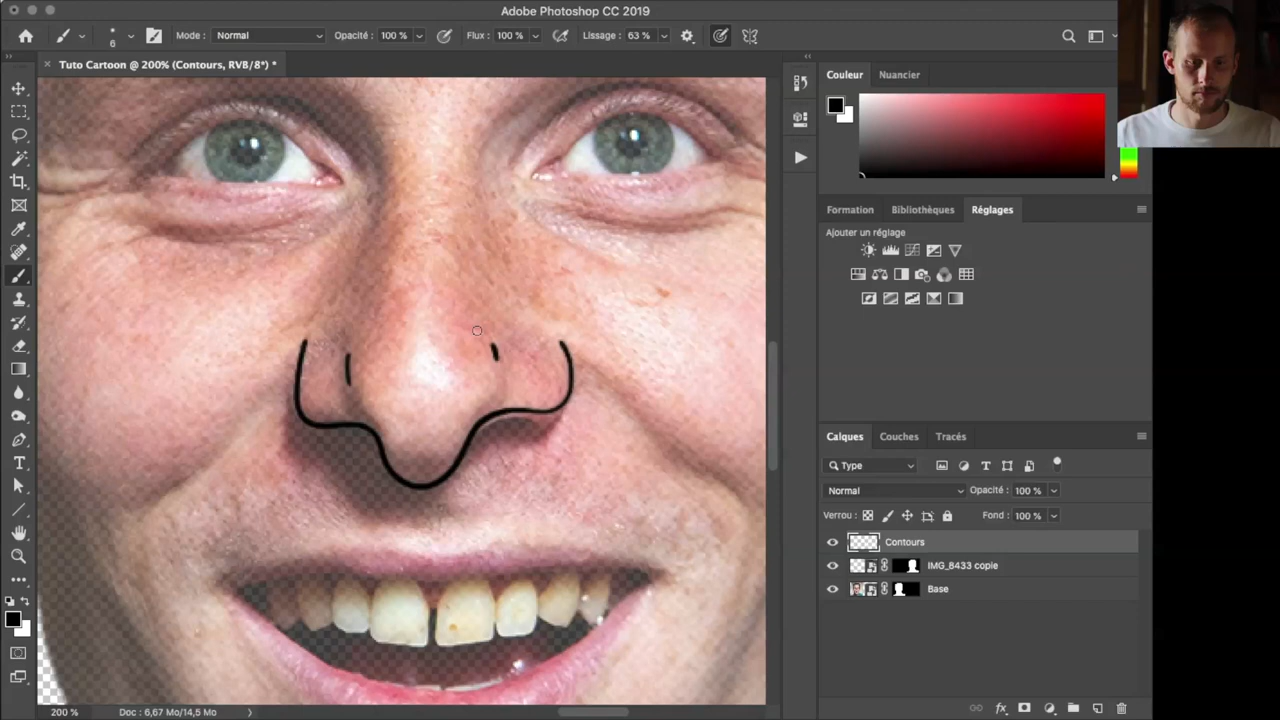 Adobe Photoshop CC 2019
6
Mode : Normal
Opacité : 100 %
Flux : 100 %
Lissage : 63 %
Tuto Cartoon @ 200% (Contours, RVB/8*) *
Couleur
Nuancier
Formation
Bibliothèques
Réglages
Ajouter un réglage
Calques
Couches
Tracés
Type
Normal
Opacité : 100 %
Verrou :
Fond : 100 %
Contours
IMG_8433 copie
Base
200 %
Doc : 6,67 Mo/14,5 Mo